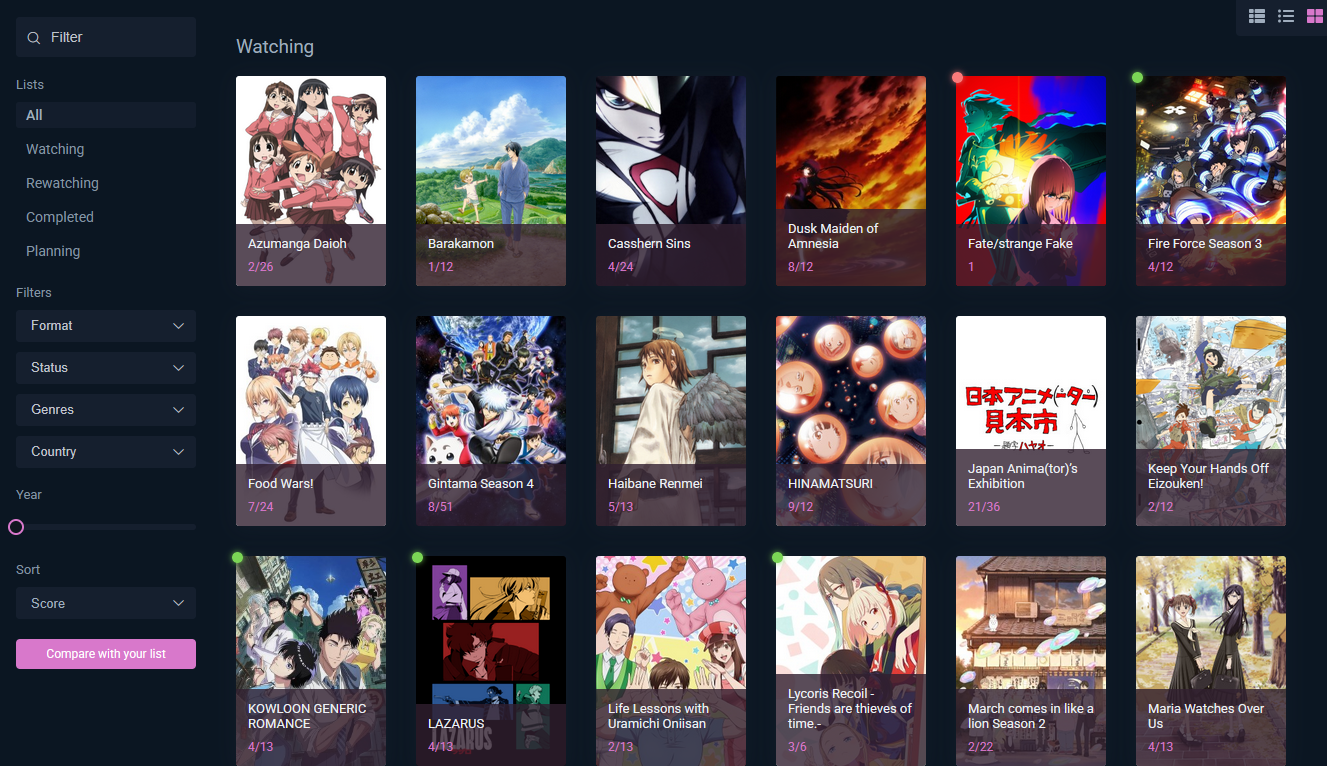 Filter
Lists
All
Watching
Rewatching
Completed
Planning
Filters
Format
Status
Genres
Country
Year
Sort
Score
Compare with your list
Watching
Azumanga Daioh
2/26
Barakamon
1/12
Casshern Sins
4/24
Dusk Maiden of
Amnesia
8/12
Fate/strange Fake
1
Fire Force Season 3
4/12
Food Wars!
7/24
Gintama Season 4
8/51
Haibane Renmei
5/13
HINAMATSURI
9/12
日本アニメ(ーター)
見本市
Japan Anima(tor)'s
Exhibition
21/36
Keep Your Hands Off
Eizouken!
2/12
KOWLOON GENERIC
ROMANCE
4/13
LAZARUS
LAZARUS
4/13
Life Lessons with
Uramichi Oniisan
2/13
Lycoris Recoil -
Friends are thieves of
time.-
3/6
March comes in like a
lion Season 2
2/22
Maria Watches Over
Us
4/13